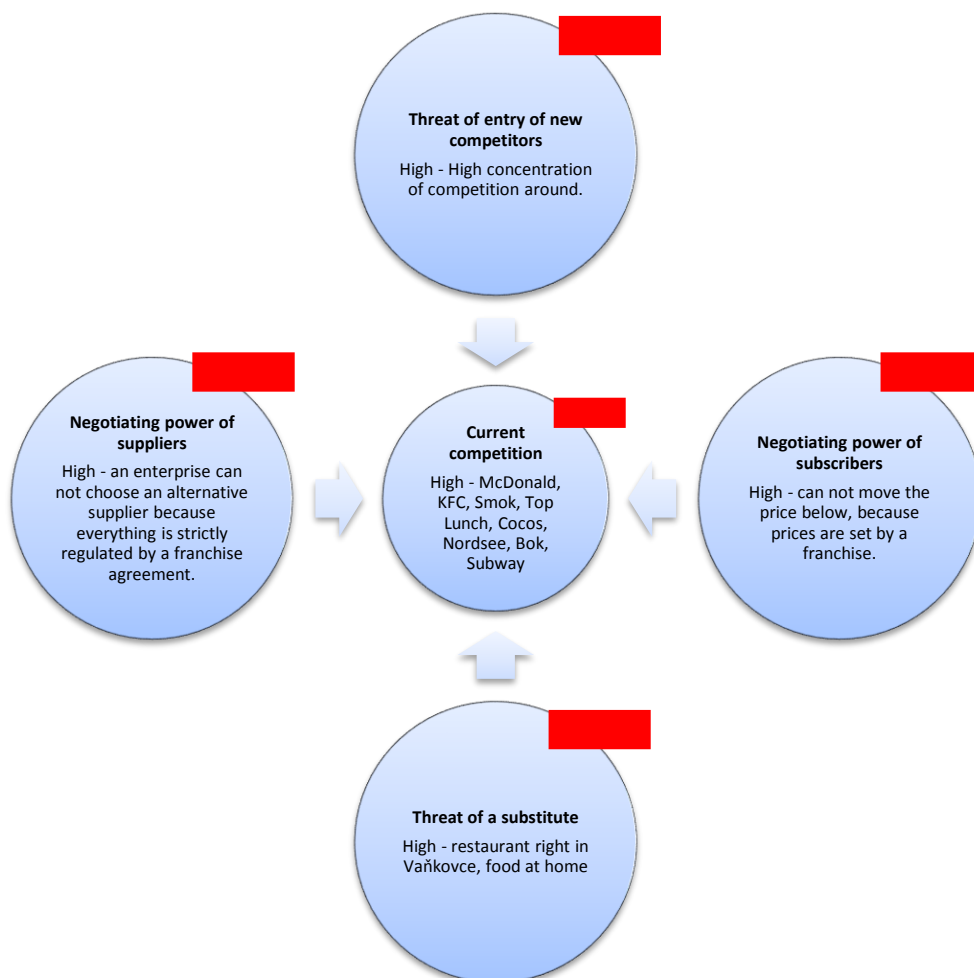 Threat of entry of new
competitors
High - High concentration
of competition around.
Negotiating power of
suppliers
High - an enterprise can
not choose an alternative
supplier because
everything is strictly
regulated by a franchise
agreement.
Current
competition
High - McDonald,
KFC, Smok, Top
Lunch, Cocos,
Nordsee, Bok,
Subway
Negotiating power of
subscribers
High - can not move the
price below, because
prices are set by a
franchise.
Threat of a substitute
High - restaurant right in
Vaňkovce, food at home